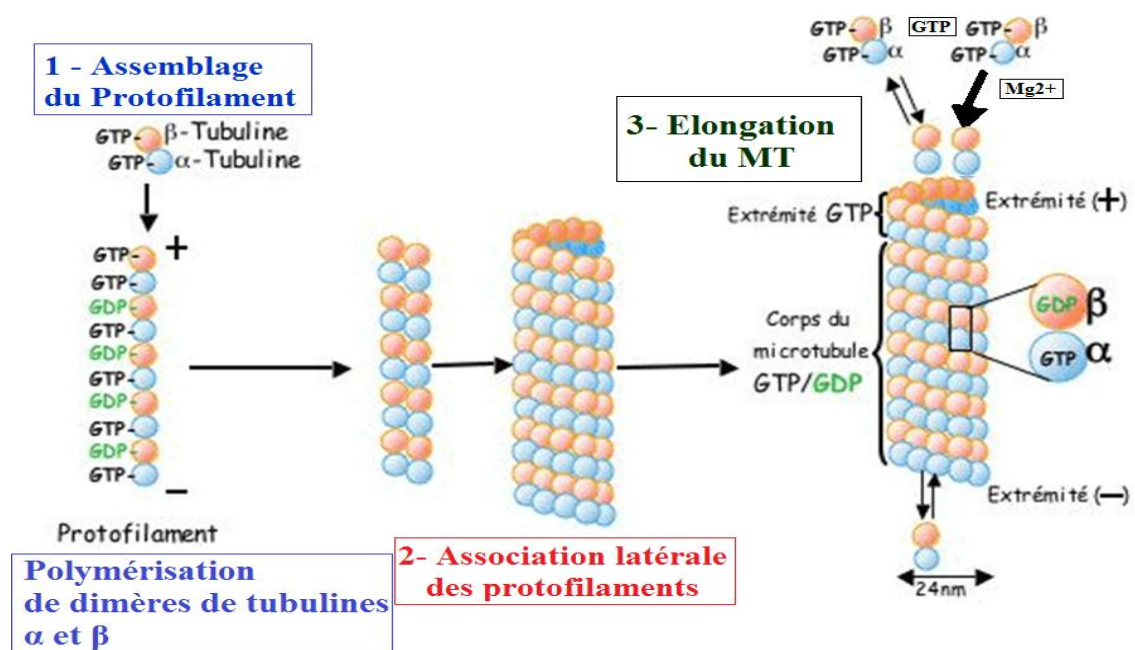 1 - Assemblage
du Protofilament
GTP- β-Tubuline
GTP- α-Tubuline
GTP- +
GTP-
GDP-
GTP-
GDP-
GTP-
GDP-
GTP-
GDP-
GTP- −
Protofilament
Polymérisation
de dimères de tubulines
α et β
2- Association latérale
des protofilaments
3- Elongation
du MT
GTP- β
GTP- α
GTP
GTP- β
GTP- α
Mg2+
Extrémité GTP
Extrémité (+)
Corps du
microtubule
GTP/GDP
GDP β
GTP α
Extrémité (−)
24nm